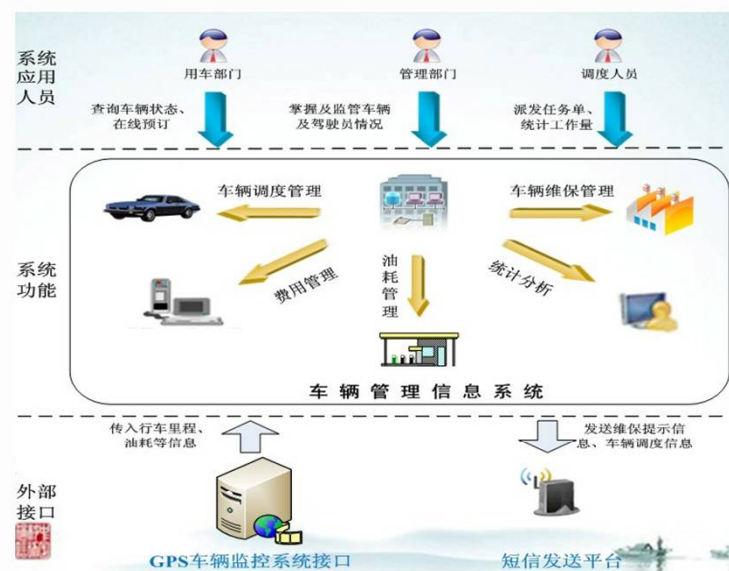 系统
应用
人员
用车部门
管理部门
调度人员
查询车辆状态、
在线预订
掌握及监管车辆
及驾驶员情况
派发任务单、
统计工作量
系统
功能
车辆调度管理
车辆维保管理
费用管理
油耗管理
统计分析
车辆管理信息系统
外部
接口
传入行车里程、
油耗等信息
发送维保提示信
息、车辆调度信息
GPS车辆监控系统接口
短信发送平台